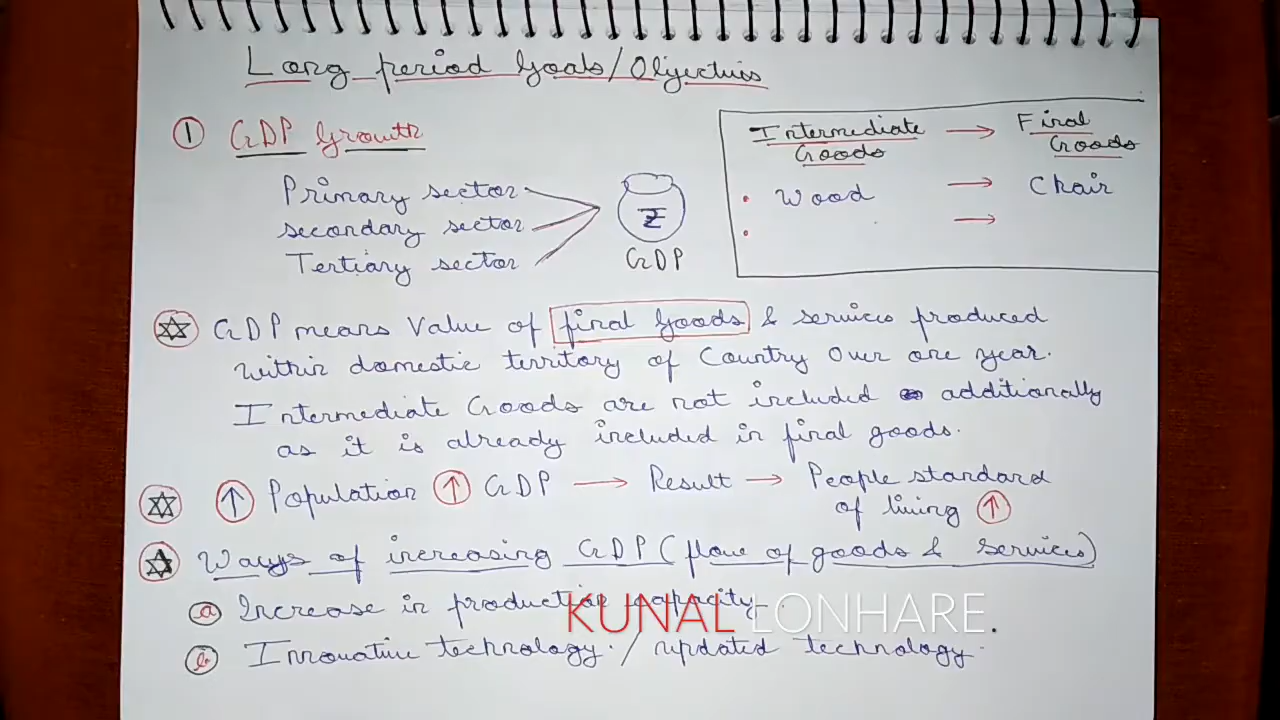 Long period Goals/Objectives
① GDP Growth
Primary sector
secondary sector
Tertiary sector
Σ
GDP
Intermediate Goods → Final Goods
• Wood → Chair
• →
GDP means Value of final Goods & services produced
within domestic territory of Country Over one year.
Intermediate Goods are not included additionally
as it is already included in final goods.
↑ Population ↑ GDP → Result → People standard
of living ↑
Ways of increasing GDP (flow of goods & services)
a Increase in production capacity
b Innovative technology. / updated technology.
KUNAL LONHARE.